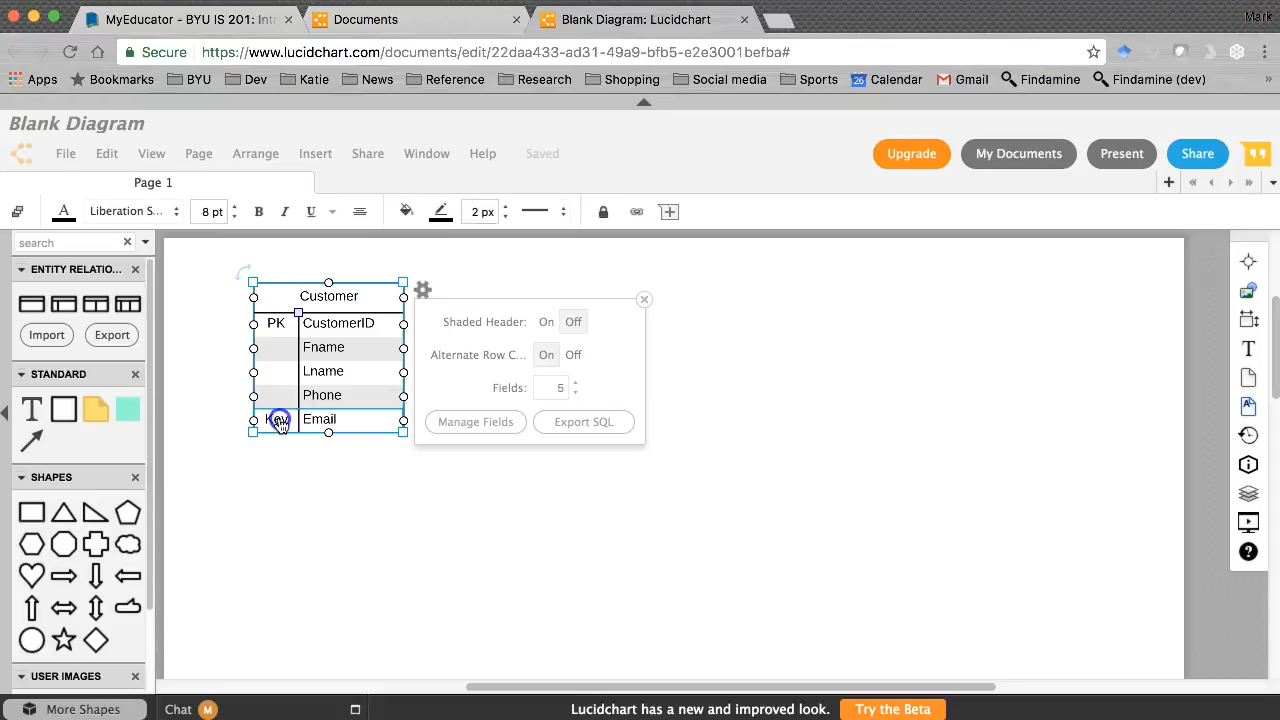 MyEducator - BYU IS 201: Intr
Documents
Blank Diagram: Lucidchart
Mark
Secure
https://www.lucidchart.com/documents/edit/22daa433-ad31-49a9-bfb5-e2e3001befba#
Apps
Bookmarks
BYU
Dev
Katie
News
Reference
Research
Shopping
Social media
Sports
26
Calendar
Gmail
Findamine
Findamine (dev)
»
Blank Diagram
File
Edit
View
Page
Arrange
Insert
Share
Window
Help
Saved
Upgrade
My Documents
Present
Share
Page 1
A
Liberation S...
8 pt
B
I
U
2 px
search
ENTITY RELATIO...
Import
Export
STANDARD
T
SHAPES
USER IMAGES
More Shapes
Customer
PK
CustomerID
Fname
Lname
Phone
Key
Email
Shaded Header:
On
Off
Alternate Row C...
On
Off
Fields:
5
Manage Fields
Export SQL
T
A
Chat
M
Lucidchart has a new and improved look.
Try the Beta